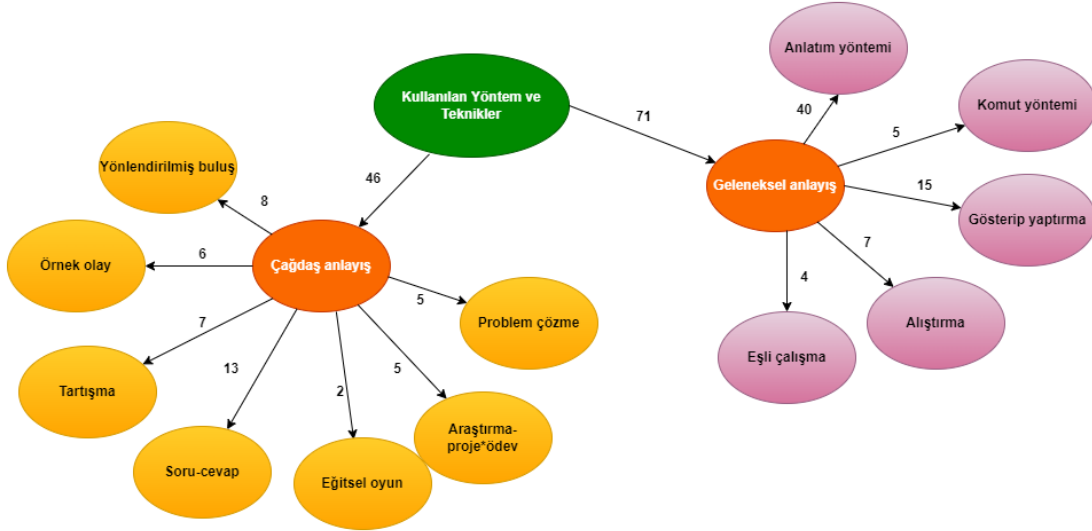 Kullanılan Yöntem ve
Teknikler
71
46
Geleneksel anlayış
40
Anlatım yöntemi
5
Komut yöntemi
15
Gösterip yaptırma
7
Alıştırma
4
Eşli çalışma
Çağdaş anlayış
8
Yönlendirilmiş buluş
6
Örnek olay
7
Tartışma
13
Soru-cevap
2
Eğitsel oyun
5
Araştırma-
proje*ödev
5
Problem çözme